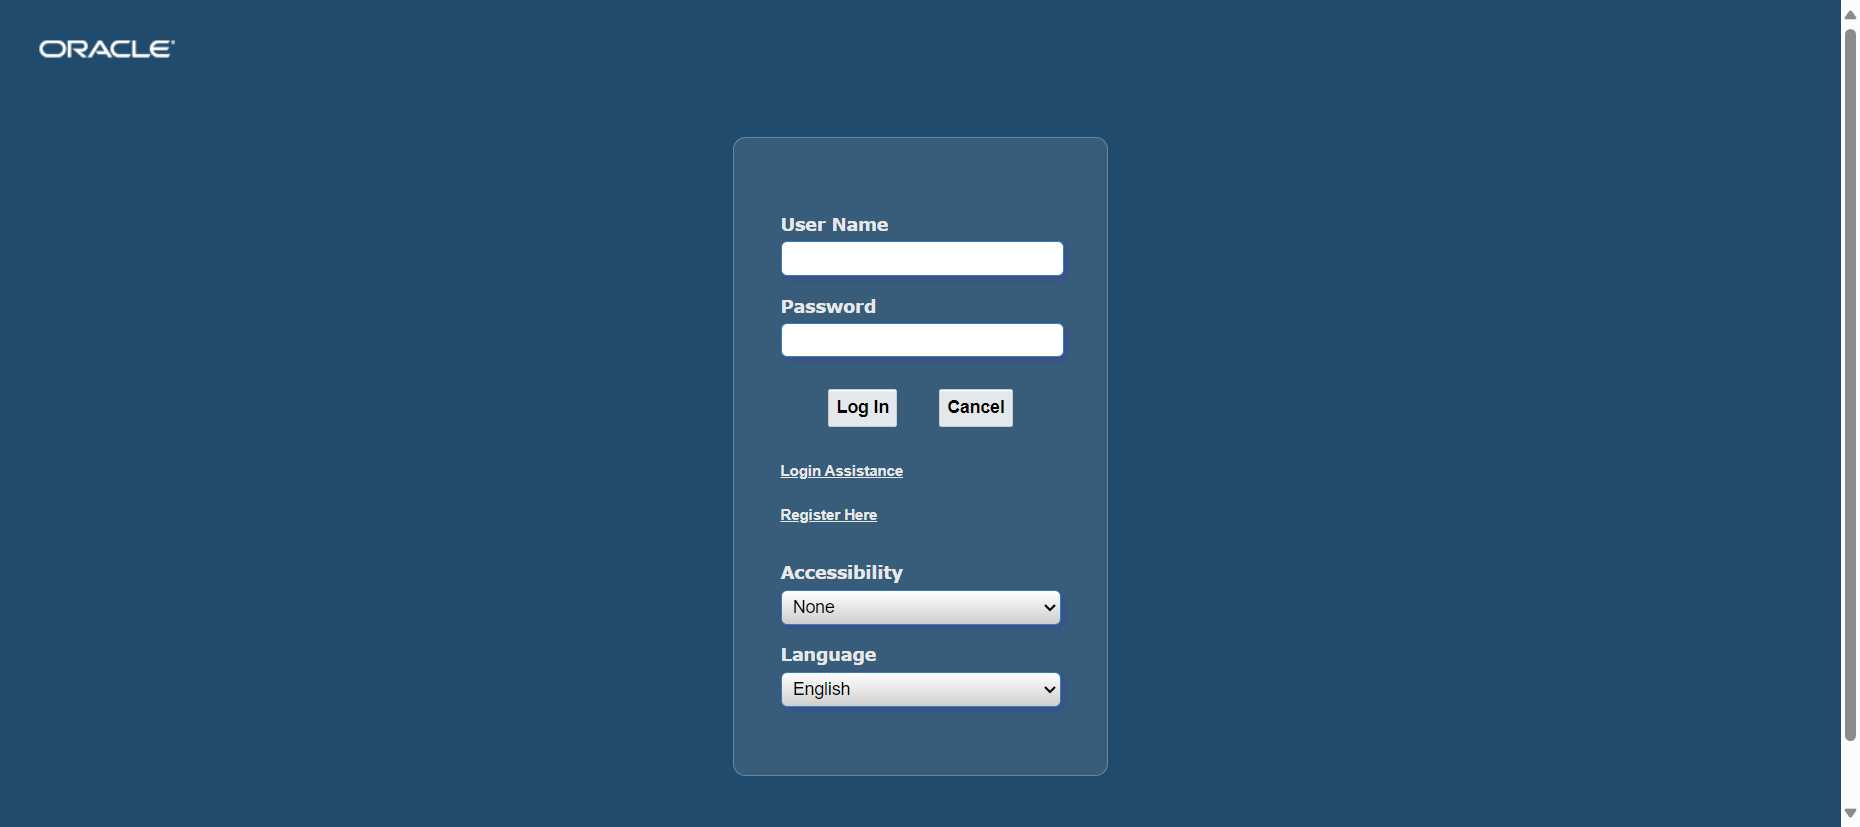 ORACLE®
User Name
Password
Log In Cancel
Login Assistance
Register Here
Accessibility
None
Language
English